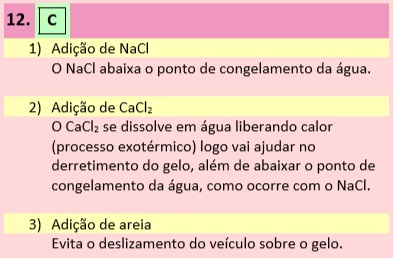 12. C
1) Adição de NaCl
O NaCl abaixa o ponto de congelamento da água.
2) Adição de CaCl₂
O CaCl₂ se dissolve em água liberando calor
(processo exotérmico) logo vai ajudar no
derretimento do gelo, além de abaixar o ponto de
congelamento da água, como ocorre com o NaCl.
3) Adição de areia
Evita o deslizamento do veículo sobre o gelo.